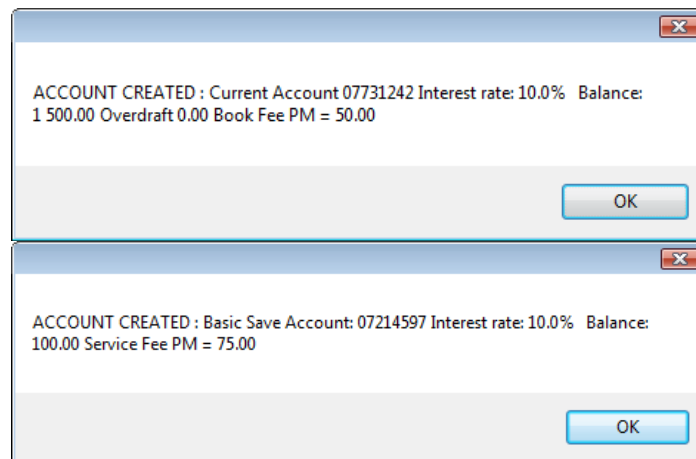 ACCOUNT CREATED : Current Account 07731242 Interest rate: 10.0%   Balance:
1 500.00 Overdraft 0.00 Book Fee PM = 50.00
OK
ACCOUNT CREATED : Basic Save Account: 07214597 Interest rate: 10.0%   Balance:
100.00 Service Fee PM = 75.00
OK